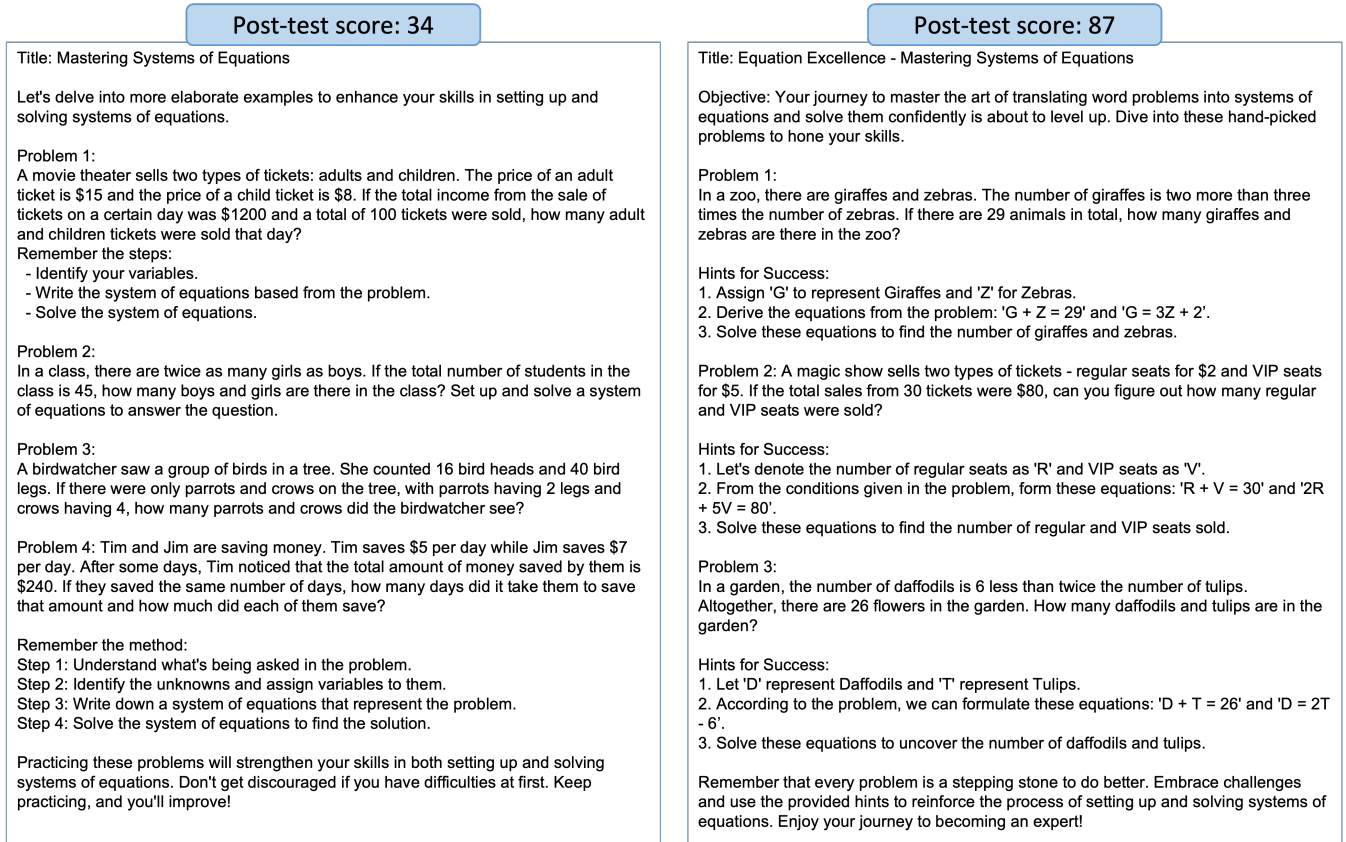 Post-test score: 34
Title: Mastering Systems of Equations
Let's delve into more elaborate examples to enhance your skills in setting up and
solving systems of equations.
Problem 1:
A movie theater sells two types of tickets: adults and children. The price of an adult
ticket is $15 and the price of a child ticket is $8. If the total income from the sale of
tickets on a certain day was $1200 and a total of 100 tickets were sold, how many adult
and children tickets were sold that day?
Remember the steps:
- Identify your variables.
- Write the system of equations based from the problem.
- Solve the system of equations.
Problem 2:
In a class, there are twice as many girls as boys. If the total number of students in the
class is 45, how many boys and girls are there in the class? Set up and solve a system
of equations to answer the question.
Problem 3:
A birdwatcher saw a group of birds in a tree. She counted 16 bird heads and 40 bird
legs. If there were only parrots and crows on the tree, with parrots having 2 legs and
crows having 4, how many parrots and crows did the birdwatcher see?
Problem 4: Tim and Jim are saving money. Tim saves $5 per day while Jim saves $7
per day. After some days, Tim noticed that the total amount of money saved by them is
$240. If they saved the same number of days, how many days did it take them to save
that amount and how much did each of them save?
Remember the method:
Step 1: Understand what's being asked in the problem.
Step 2: Identify the unknowns and assign variables to them.
Step 3: Write down a system of equations that represent the problem.
Step 4: Solve the system of equations to find the solution.
Practicing these problems will strengthen your skills in both setting up and solving
systems of equations. Don't get discouraged if you have difficulties at first. Keep
practicing, and you'll improve!
Post-test score: 87
Title: Equation Excellence - Mastering Systems of Equations
Objective: Your journey to master the art of translating word problems into systems of
equations and solve them confidently is about to level up. Dive into these hand-picked
problems to hone your skills.
Problem 1:
In a zoo, there are giraffes and zebras. The number of giraffes is two more than three
times the number of zebras. If there are 29 animals in total, how many giraffes and
zebras are there in the zoo?
Hints for Success:
1. Assign 'G' to represent Giraffes and 'Z' for Zebras.
2. Derive the equations from the problem: 'G + Z = 29' and 'G = 3Z + 2’.
3. Solve these equations to find the number of giraffes and zebras.
Problem 2: A magic show sells two types of tickets - regular seats for $2 and VIP seats
for $5. If the total sales from 30 tickets were $80, can you figure out how many regular
and VIP seats were sold?
Hints for Success:
1. Let's denote the number of regular seats as 'R' and VIP seats as 'V'.
2. From the conditions given in the problem, form these equations: 'R + V = 30' and '2R
+ 5V = 80’.
3. Solve these equations to find the number of regular and VIP seats sold.
Problem 3:
In a garden, the number of daffodils is 6 less than twice the number of tulips.
Altogether, there are 26 flowers in the garden. How many daffodils and tulips are in the
garden?
Hints for Success:
1. Let 'D' represent Daffodils and 'T' represent Tulips.
2. According to the problem, we can formulate these equations: 'D + T = 26' and 'D = 2T
- 6’.
3. Solve these equations to uncover the number of daffodils and tulips.
Remember that every problem is a stepping stone to do better. Embrace challenges
and use the provided hints to reinforce the process of setting up and solving systems of
equations. Enjoy your journey to becoming an expert!